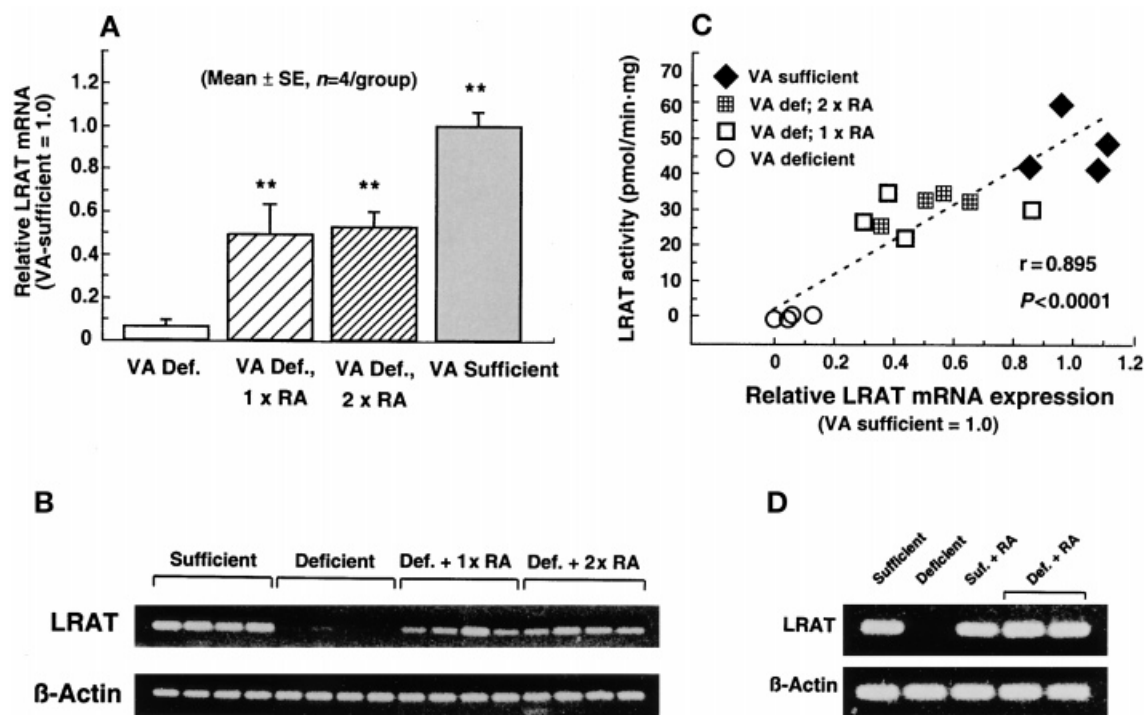 A
Relative LRAT mRNA
(VA-sufficient = 1.0)
1.2
1.0
0.8
0.6
0.4
0.2
0
(Mean ± SE, n=4/group)
**
**
**
VA Def.
VA Def.,
1 x RA
VA Def.,
2 x RA
VA Sufficient
C
LRAT activity (pmol/min·mg)
70
60
50
40
30
20
10
0
VA sufficient
VA def; 2 x RA
VA def; 1 x RA
VA deficient
r = 0.895
P<0.0001
0
0.2
0.4
0.6
0.8
1.0
1.2
Relative LRAT mRNA expression
(VA sufficient = 1.0)
B
Sufficient
Deficient
Def. + 1 x RA
Def. + 2 x RA
LRAT
ß-Actin
D
Sufficient
Deficient
Suf. + RA
Def. + RA
LRAT
ß-Actin